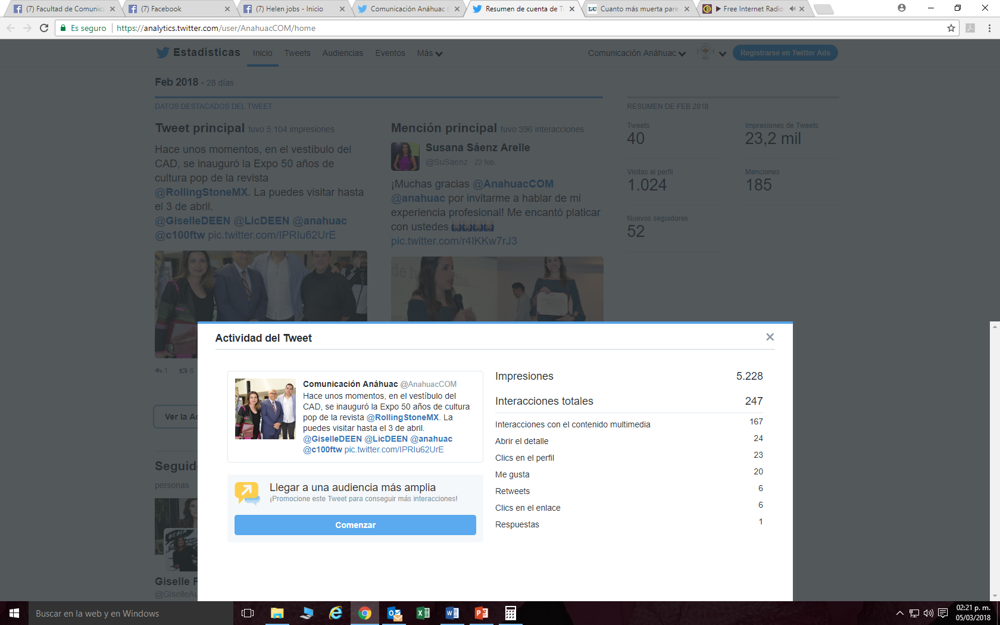 (7) Facultad de Comunica
(7) Facebook
(7) Helen jobs - Inicio
Comunicación Anáhuac (
Resumen de cuenta de T
Cuanto más muerta pare
▶ Free Internet Radio
Es seguro
https://analytics.twitter.com/user/AnahuacCOM/home
Estadísticas
Inicio
Tweets
Audiencias
Eventos
Más
Comunicación Anáhuac
Registrarse en Twitter Ads
Feb 2018 · 28 días
DATOS DESTACADOS DEL TWEET
Tweet principal tuvo 5.104 impresiones
Hace unos momentos, en el vestíbulo del
CAD, se inauguró la Expo 50 años de
cultura pop de la revista
@RollingStoneMX. La puedes visitar hasta
el 3 de abril.
@GiselleDEEN @LicDEEN @anahuac
@c100ftw pic.twitter.com/IPRIu62UrE
1
6
Ver la Ac
Seguid
personas
Giselle F
@GiselleAu
Mención principal tuvo 396 interacciones
Susana Sáenz Arelle
@SuSaenz · 22 feb.
¡Muchas gracias @AnahuacCOM
@anahuac por invitarme a hablar de mi
experiencia profesional! Me encantó platicar
con ustedes
pic.twitter.com/r4IKKw7rJ3
RESUMEN DE FEB 2018
Tweets
40
Impresiones de Tweets
23,2 mil
Visitas al perfil
1.024
Menciones
185
Nuevos seguidores
52
Actividad del Tweet
Comunicación Anáhuac @AnahuacCOM
Hace unos momentos, en el vestíbulo del
CAD, se inauguró la Expo 50 años de cultura
pop de la revista @RollingStoneMX. La
puedes visitar hasta el 3 de abril.
@GiselleDEEN @LicDEEN @anahuac
@c100ftw pic.twitter.com/IPRIu62UrE
Llegar a una audiencia más amplia
¡Promocione este Tweet para conseguir más interacciones!
Comenzar
Impresiones 5.228
Interacciones totales 247
Interacciones con el contenido multimedia 167
Abrir el detalle 24
Clics en el perfil 23
Me gusta 20
Retweets 6
Clics en el enlace 6
Respuestas 1
Buscar en la web y en Windows
02:21 p. m.
05/03/2018